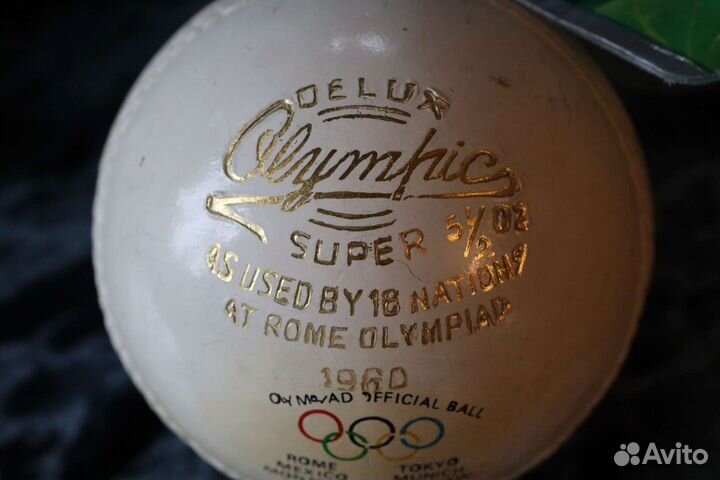 DELUX
Olympic
SUPER 5½ OZ
AS USED BY 18 NATIONS
AT ROME OLYMPIAD
1960
OLYMPIAD OFFICIAL BALL
ROME TOKYO
MEXICO MUNICH
Avito